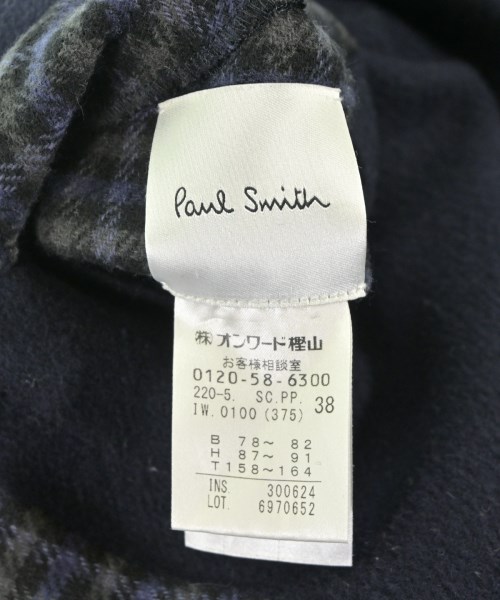 Paul Smith
㈱オンワード樫山
お客様相談室
0120-58-6300
220-5. SC.PP. 38
IW.0100 (375)
B 78～ 82
H 87～ 91
T 158～164
INS. 300624
LOT. 6970652